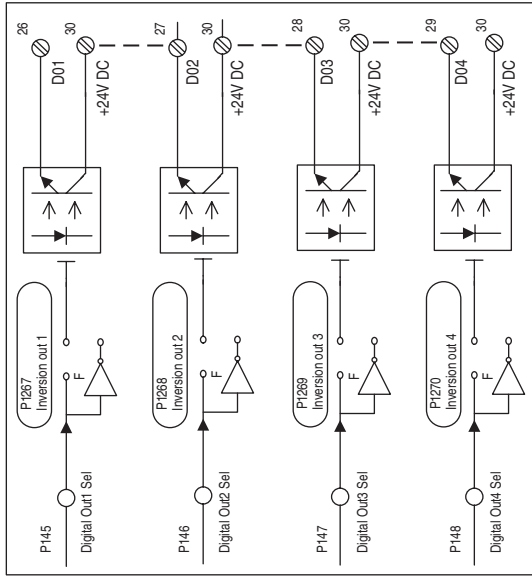 P145
Digital Out1 Sel
P1267
Inversion out 1
F
26
D01
30
+24V DC
P146
Digital Out2 Sel
P1268
Inversion out 2
F
27
D02
30
+24V DC
P147
Digital Out3 Sel
P1269
Inversion out 3
F
28
D03
30
+24V DC
P148
Digital Out4 Sel
P1270
Inversion out 4
F
29
D04
30
+24V DC